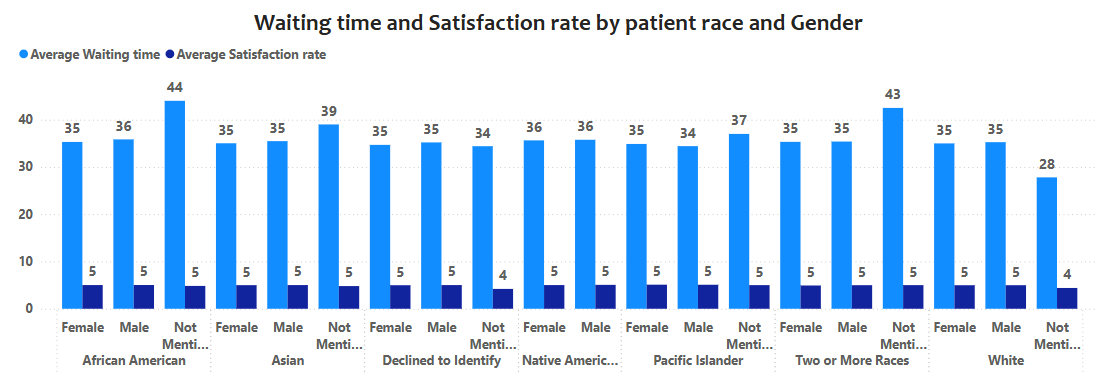 Waiting time and Satisfaction rate by patient race and Gender
Average Waiting time Average Satisfaction rate
44 43
39
40 35 36 35 35 35 35 34 36 36 35 34 37 35 35 35 35
30 28
20
10 5 5 5 5 5 5 5 5 4 5 5 5 5 5 5 5 5 5 5 4
0
Female Male Not Female Male Not Female Male Not Female Male Female Male Not Female Male Not Female Male Not
Menti... Menti... Menti... Menti... Menti... Menti...
African American Asian Declined to Identify Native Americ... Pacific Islander Two or More Races White